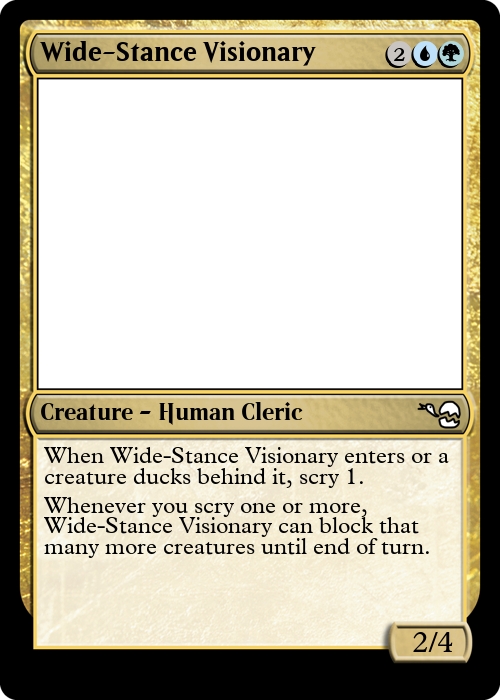 Wide-Stance Visionary 2
Creature - Human Cleric
When Wide-Stance Visionary enters or a
creature ducks behind it, scry 1.
Whenever you scry one or more,
Wide-Stance Visionary can block that
many more creatures until end of turn.
2/4